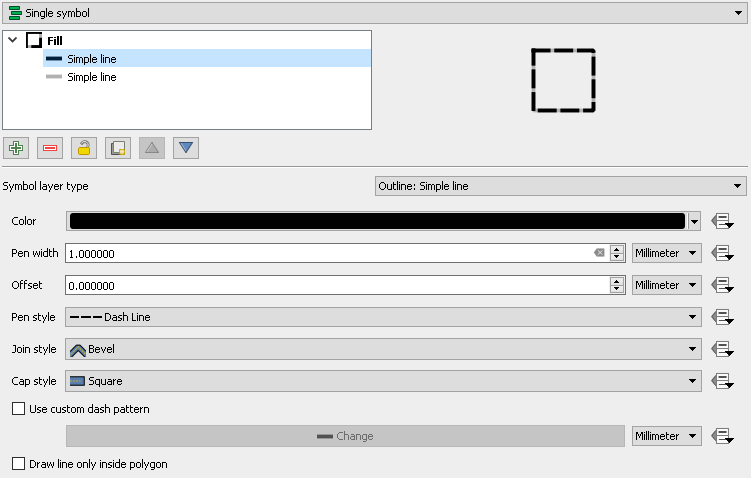 Single symbol
Fill
Simple line
Simple line
Symbol layer type Outline: Simple line
Color
Pen width 1.000000 Millimeter
Offset 0.000000 Millimeter
Pen style Dash Line
Join style Bevel
Cap style Square
Use custom dash pattern
Change Millimeter
Draw line only inside polygon